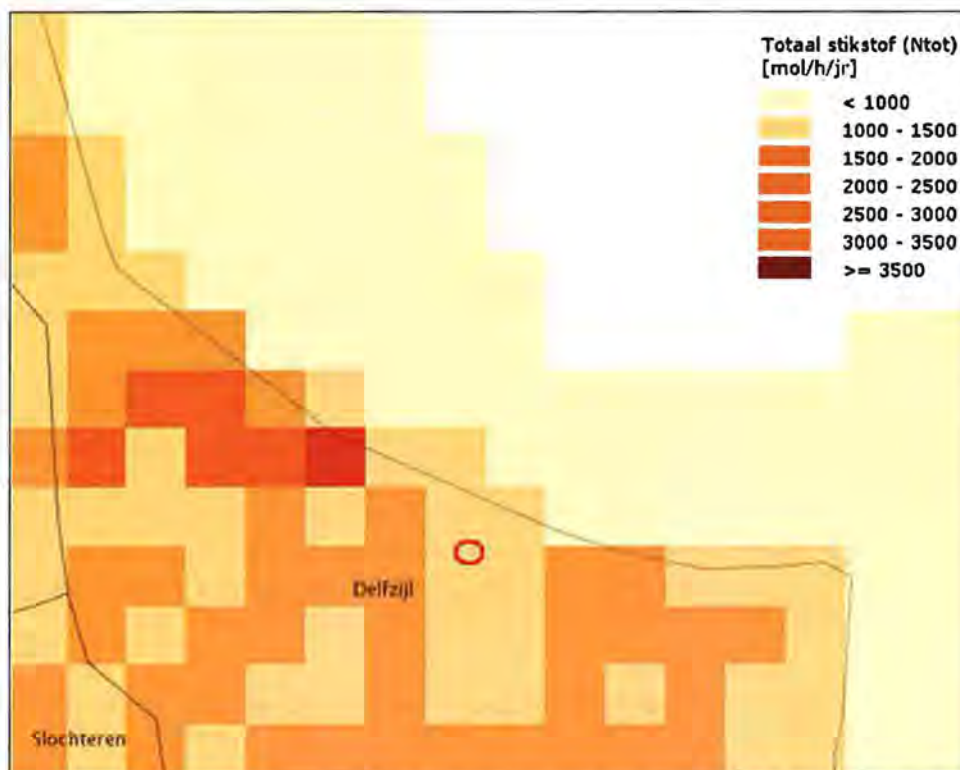 Totaal stikstof (Ntot)
[mol/h/jr]
< 1000
1000 - 1500
1500 - 2000
2000 - 2500
2500 - 3000
3000 - 3500
>= 3500
Delfzijl
Slochteren